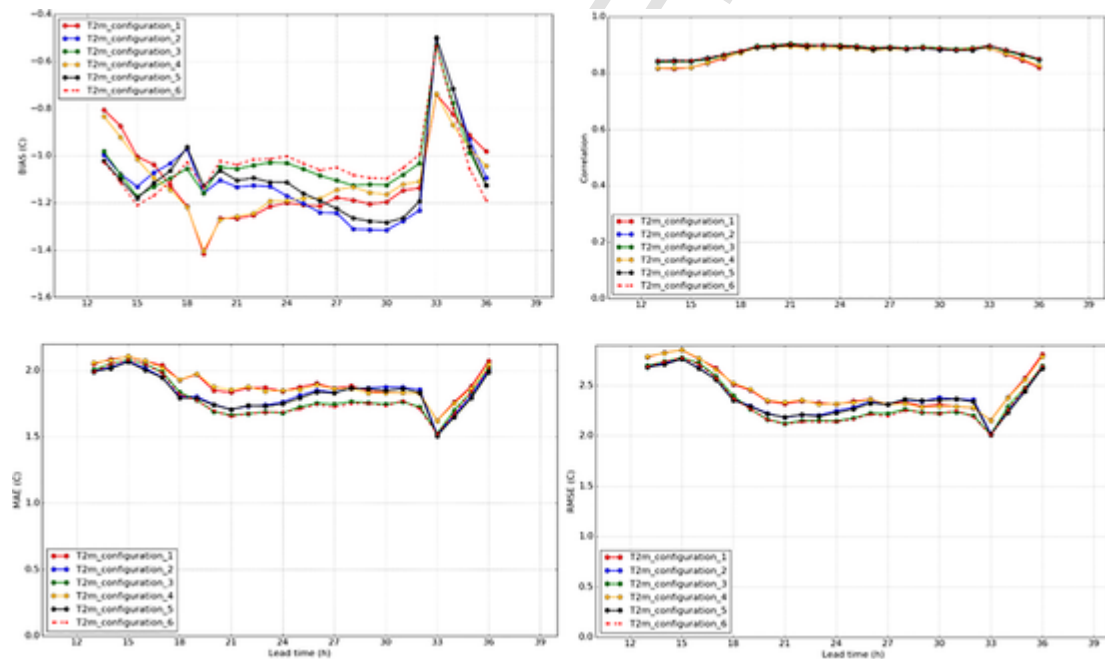 −0.4
−0.6
−0.8
−1.0
−1.2
−1.4
−1.6
BIAS (C)
T2m_configuration_1
T2m_configuration_2
T2m_configuration_3
T2m_configuration_4
T2m_configuration_5
T2m_configuration_6
12 15 18 21 24 27 30 33 36 39
1.0
0.8
0.6
0.4
0.2
0.0
Correlation
T2m_configuration_1
T2m_configuration_2
T2m_configuration_3
T2m_configuration_4
T2m_configuration_5
T2m_configuration_6
12 15 18 21 24 27 30 33 36 39
2.0
1.5
1.0
0.5
0.0
MAE (C)
T2m_configuration_1
T2m_configuration_2
T2m_configuration_3
T2m_configuration_4
T2m_configuration_5
T2m_configuration_6
12 15 18 21 24 27 30 33 36 39
Lead time (h)
2.5
2.0
1.5
1.0
0.5
0.0
RMSE (C)
T2m_configuration_1
T2m_configuration_2
T2m_configuration_3
T2m_configuration_4
T2m_configuration_5
T2m_configuration_6
12 15 18 21 24 27 30 33 36 39
Lead time (h)